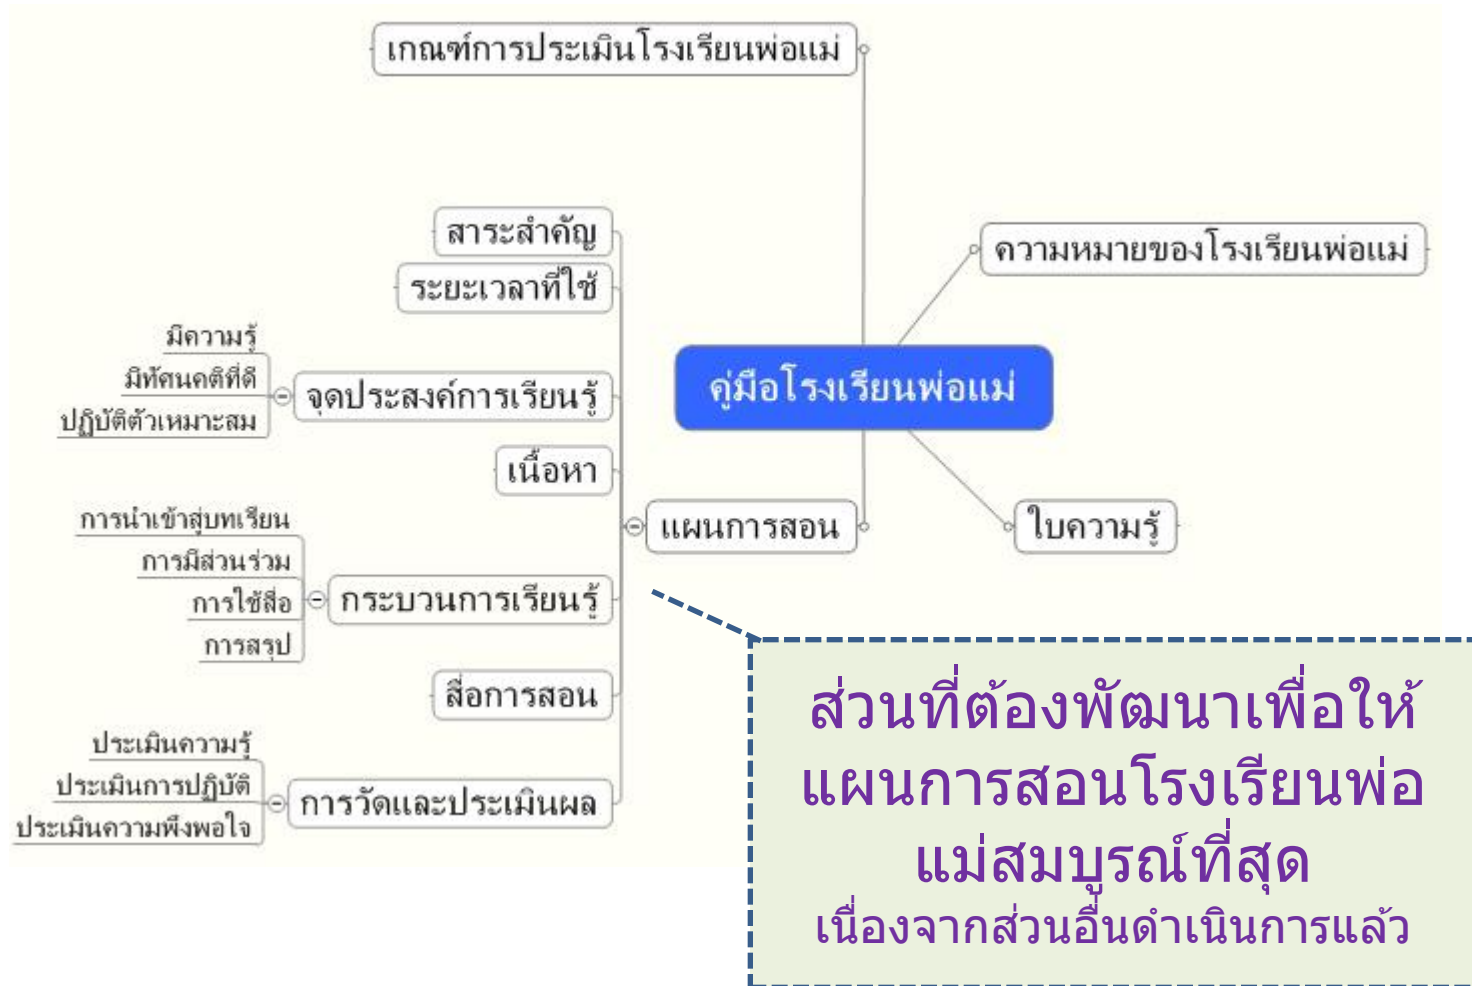 เกณฑ์การประเมินโรงเรียนพ่อแม่
สาระสำคัญ
ความหมายของโรงเรียนพ่อแม่
ระยะเวลาที่ใช้
มีความรู้
มีทัศนคติที่ดี
ปฏิบัติตัวเหมาะสม
จุดประสงค์การเรียนรู้
คู่มือโรงเรียนพ่อแม่
เนื้อหา
แผนการสอน
ใบความรู้
การนำเข้าสู่บทเรียน
การมีส่วนร่วม
การใช้สื่อ
การสรุป
กระบวนการเรียนรู้
สื่อการสอน
ประเมินความรู้
ประเมินการปฏิบัติ
ประเมินความพึงพอใจ
การวัดและประเมินผล
ส่วนที่ต้องพัฒนาเพื่อให้
แผนการสอนโรงเรียนพ่อ
แม่สมบูรณ์ที่สุด
เนื่องจากส่วนอื่นดำเนินการแล้ว